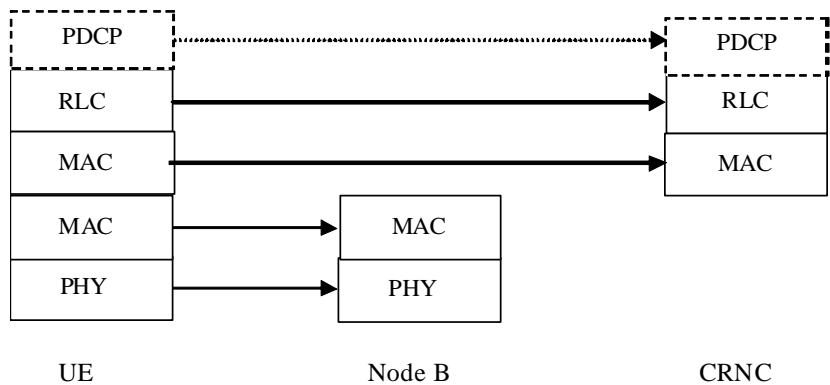 PDCP PDCP
RLC RLC
MAC MAC
MAC MAC
PHY PHY
UE Node B CRNC